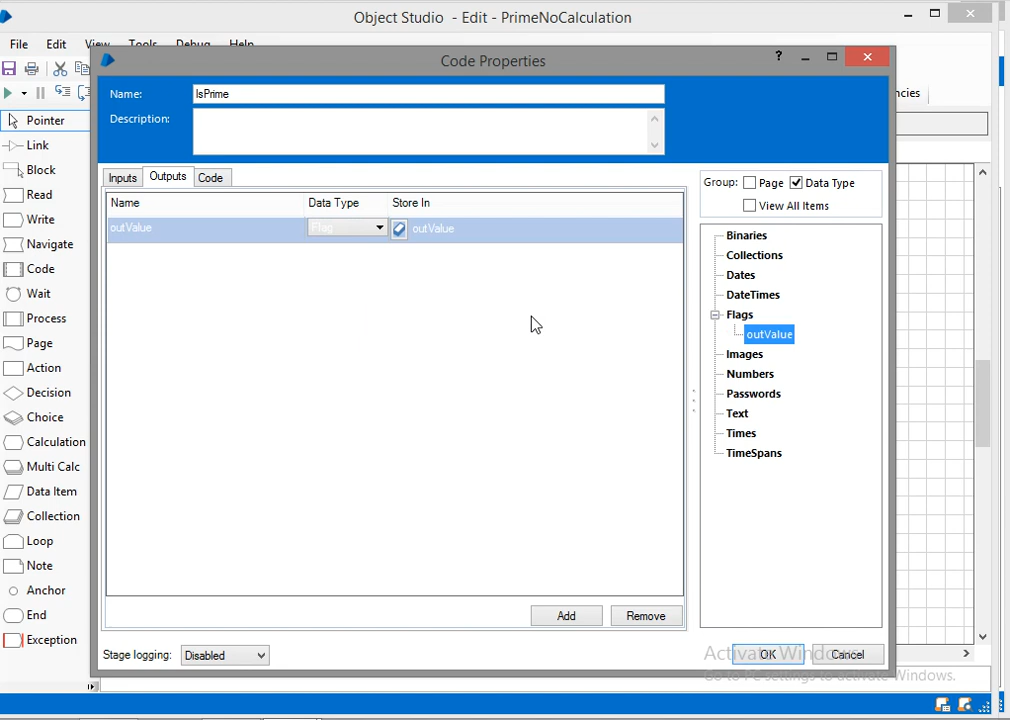 Object Studio - Edit - PrimeNoCalculation
File Edit View Tools Debug Help
Code Properties
?
Name: IsPrime
Description:
ncies
Inputs Outputs Code
Group: Page Data Type
View All Items
Name Data Type Store In
outValue Flag outValue
Pointer
Link
Block
Read
Write
Navigate
Code
Wait
Process
Page
Action
Decision
Choice
Calculation
Multi Calc
Data Item
Collection
Loop
Note
Anchor
End
Exception
Binaries
Collections
Dates
DateTimes
Flags
outValue
Images
Numbers
Passwords
Text
Times
TimeSpans
Add Remove
Stage logging: Disabled
OK Cancel
Activate Windows
Go to PC settings to activate Windows.